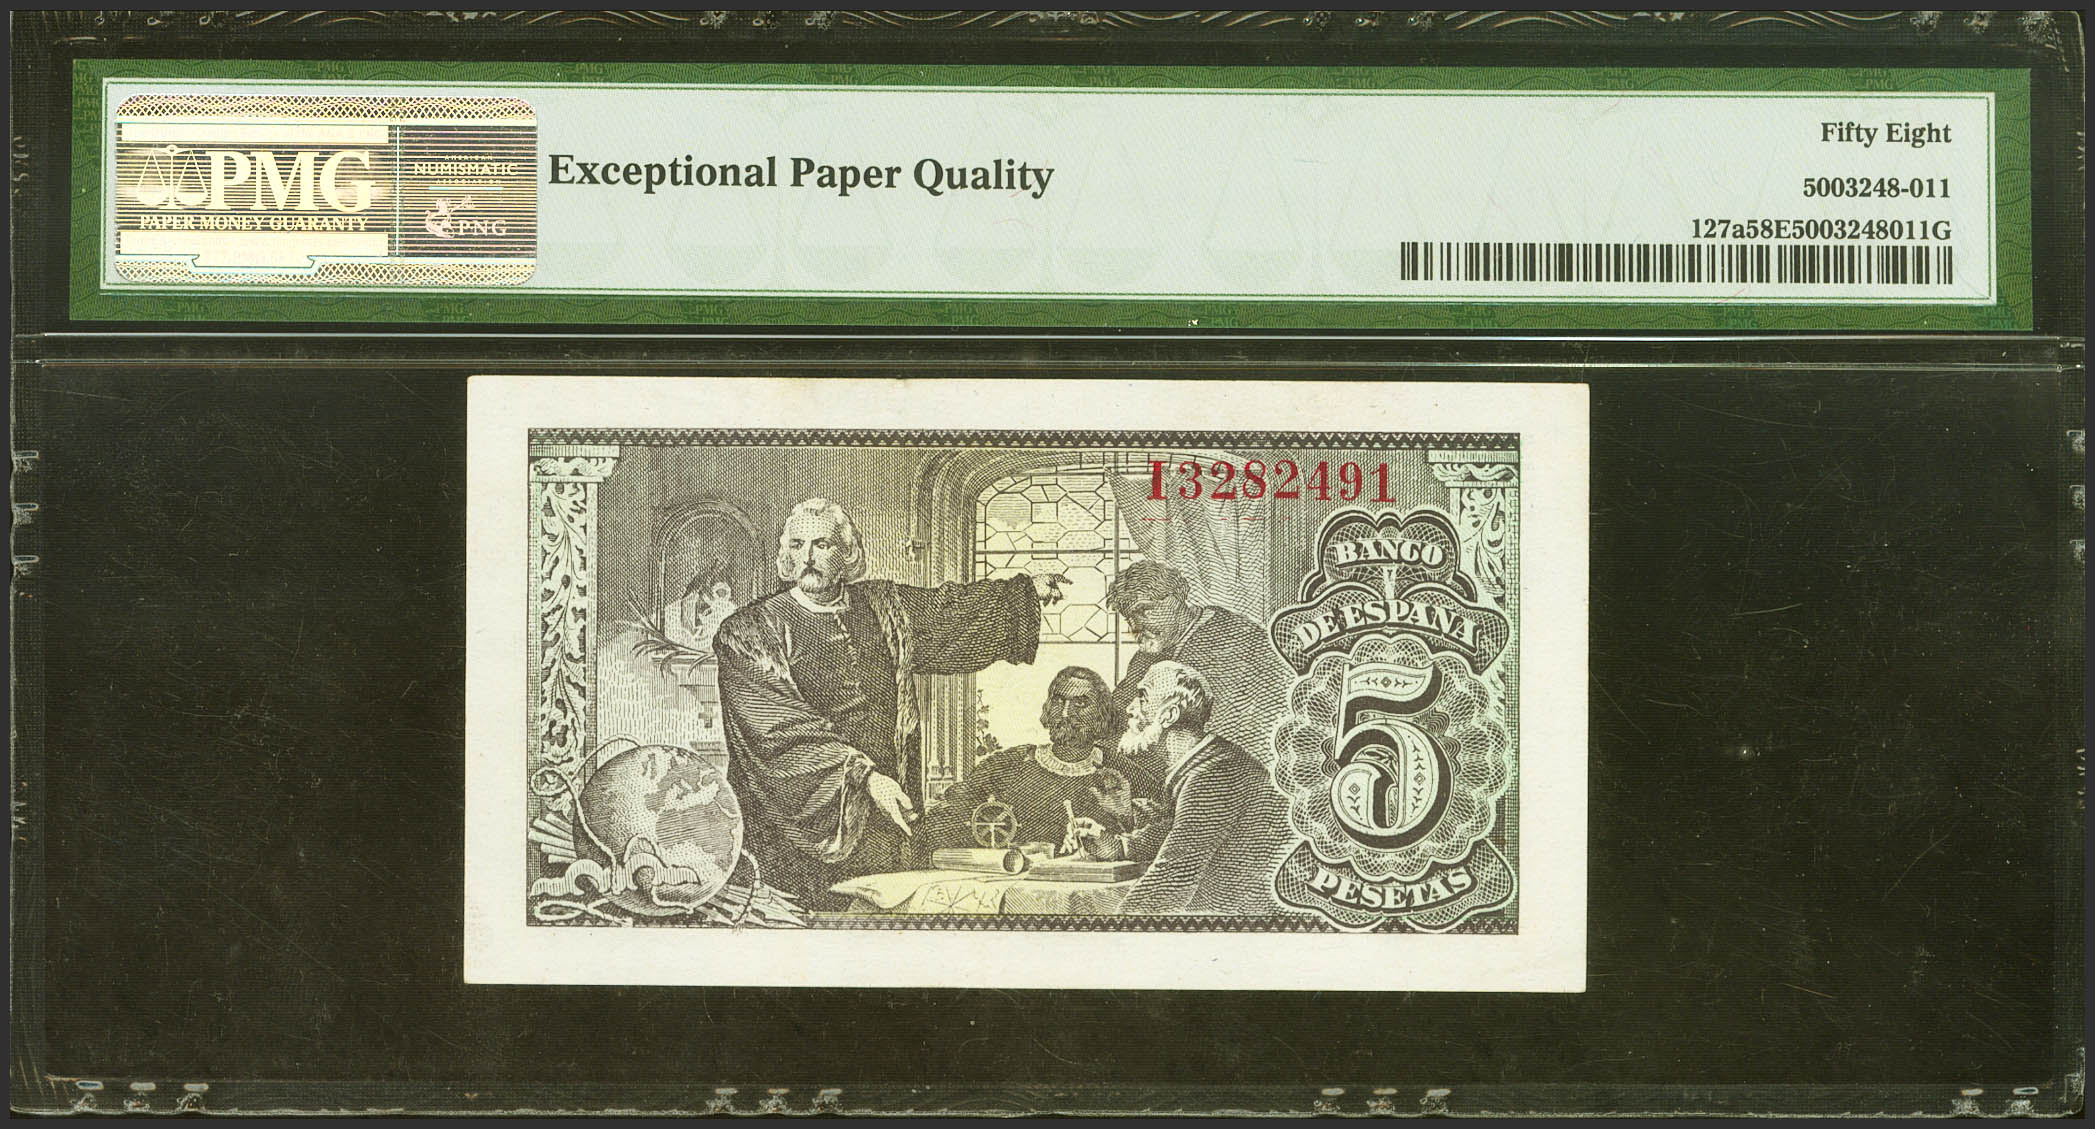 PMG
PAPER MONEY GUARANTY
AMERICAN
NUMISMATIC
PNG
Exceptional Paper Quality
Fifty Eight
5003248-011
127a58E5003248011G
I3282491
BANCO
DE ESPAÑA
5
PESETAS